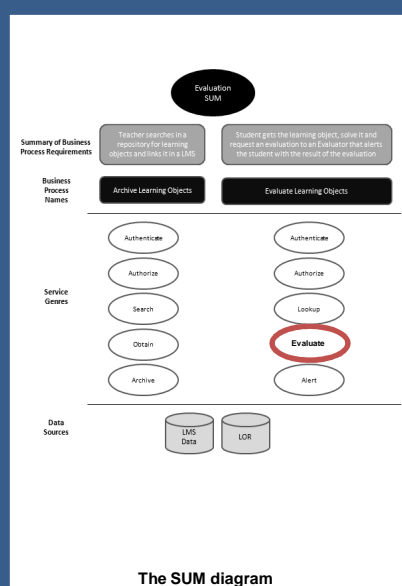 Evaluation
SUM
Summary of Business
Process Requirements
Teacher searches in a
repository for learning
objects and links it in a LMS
Student gets the learning object, solve it and
request an evaluation to an Evaluator that alerts
the student with the result of the evaluation
Business
Process
Names
Archive Learning Objects
Evaluate Learning Objects
Service
Genres
Authenticate
Authorize
Search
Obtain
Archive
Authenticate
Authorize
Lookup
Evaluate
Alert
Data
Sources
LMS
Data
LOR
The SUM diagram